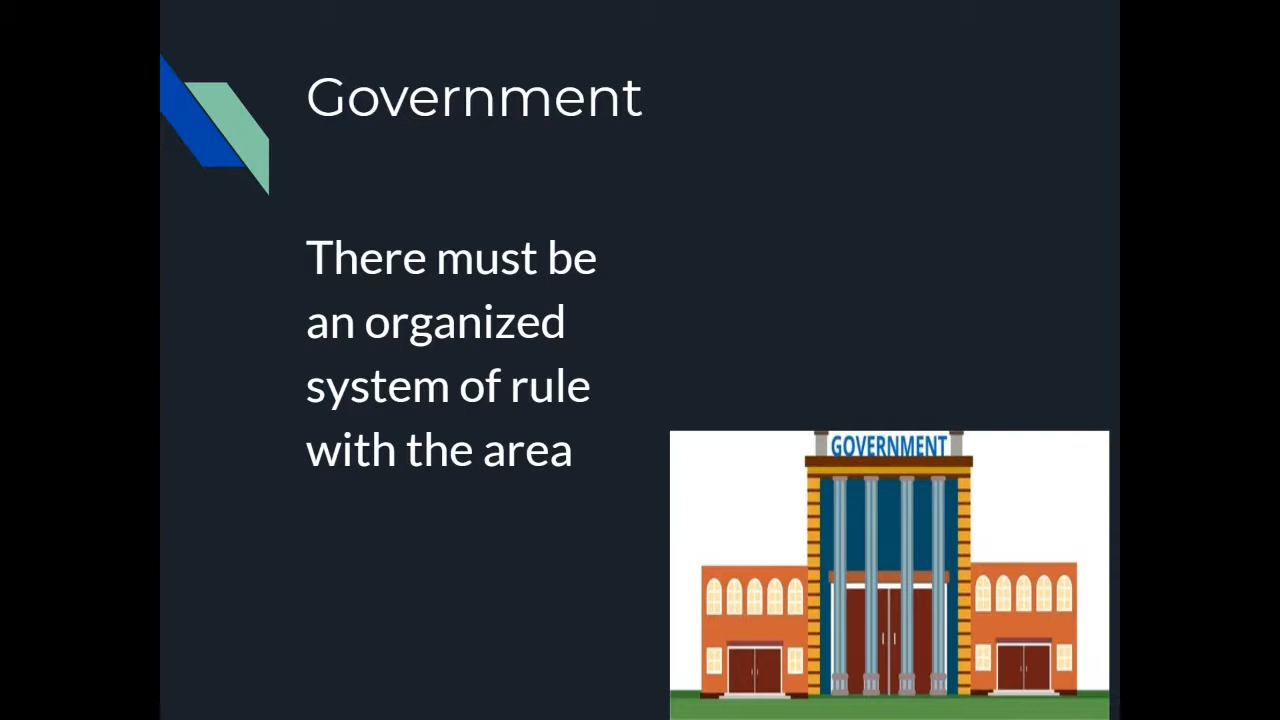 Government
There must be
an organized
system of rule
with the area
GOVERNMENT